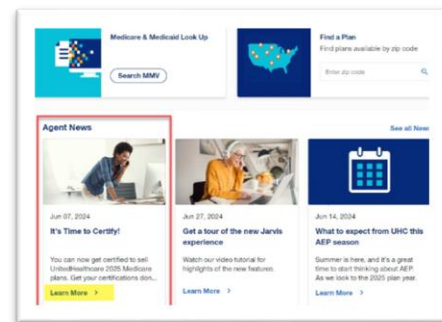 Medicare & Medicaid Look Up
Search MMV
Find a Plan
Find plans available by zip code
Enter zip code
Agent News
See all News
Jun 07, 2024
It's Time to Certify!
You can now get certified to sell
UnitedHealthcare 2025 Medicare
plans. Get your certifications don...
Learn More >
Jun 27, 2024
Get a tour of the new Jarvis
experience
Watch our video tutorial for
highlights of the new features.
Learn More >
Jun 14, 2024
What to expect from UHC this
AEP season
Summer is here, and it's a great
time to start thinking about AEP.
As we look to the 2025 plan year.
Learn More >